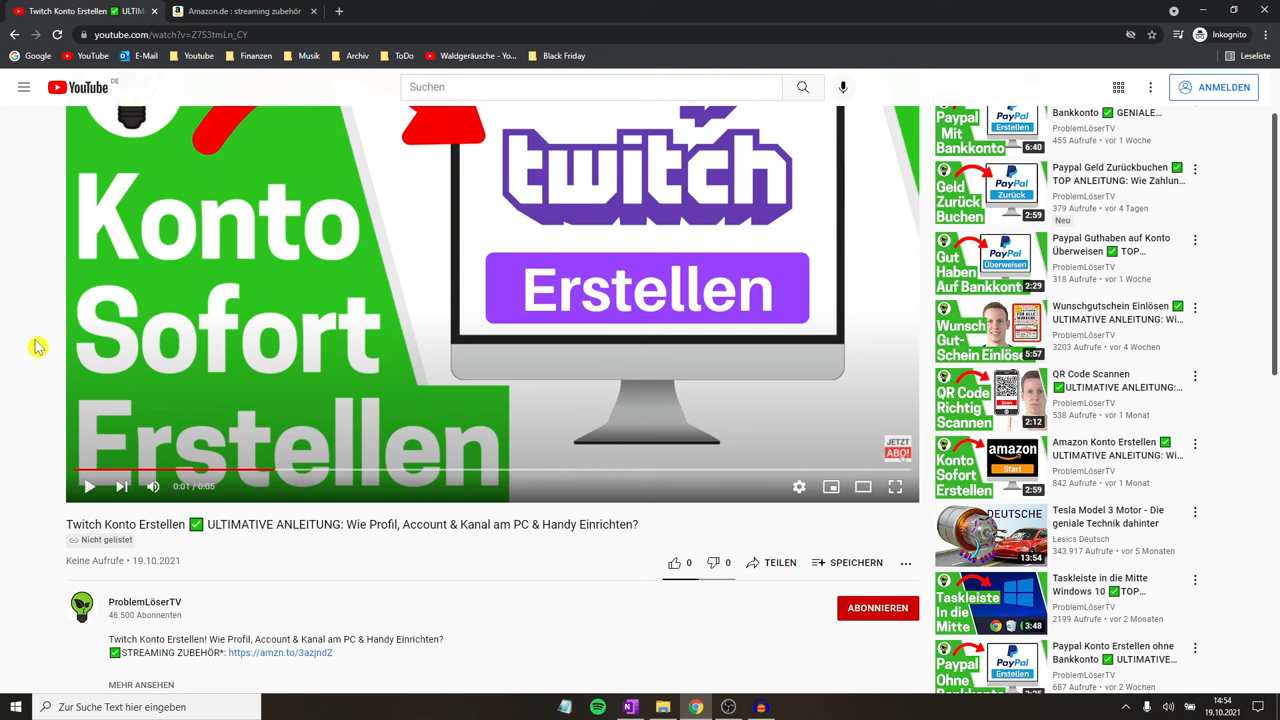 Twitch Konto Erstellen ✅ ULTIM
Amazon.de : streaming zubehör
youtube.com/watch?v=Z7S3tmLn_CY
Inkognito
Google
YouTube
E-Mail
Youtube
Finanzen
Musik
Archiv
ToDo
Waldgeräusche @ Yo...
Black Friday
Leseliste
YouTube DE
Suchen
ANMELDEN
Konto
Sofort
Erstellen
twitch
Erstellen
JETZT
ABO!
0:01 / 0:05
Twitch Konto Erstellen ✅ ULTIMATIVE ANLEITUNG: Wie Profil, Account & Kanal am PC & Handy Einrichten?
Nicht gelistet
Keine Aufrufe • 19.10.2021
0
0
TEILEN
SPEICHERN
ProblemLöserTV
46.500 Abonnenten
ABONNIEREN
Twitch Konto Erstellen! Wie Profil, Account & Kanal am PC & Handy Einrichten?
✅STREAMING ZUBEHÖR*: https://amzn.to/3azjndZ
MEHR ANSEHEN
Paypal
Mit
Bankkonto
PayPal
Erstellen
6:40
Bankkonto ✅ GENIALE...
ProblemLöserTV
455 Aufrufe • vor 1 Woche
Geld
Zurück
Buchen
PayPal
Zurück
2:59
Paypal Geld Zurückbuchen ✅
TOP ANLEITUNG: Wie Zahlun...
ProblemLöserTV
379 Aufrufe • vor 4 Tagen
Neu
Gut
Haben
Auf Bankkonto
PayPal
Überweisen
2:29
Paypal Guthaben auf Konto
Überweisen ✅ TOP...
ProblemLöserTV
318 Aufrufe • vor 1 Woche
Wunsch
Gut-
Schein Einlöse
5:57
Wunschgutschein Einlösen ✅
ULTIMATIVE ANLEITUNG: Wi...
ProblemLöserTV
3203 Aufrufe • vor 4 Wochen
QR Code
Richtig
Scannen
Scan
2:12
QR Code Scannen
✅ULTIMATIVE ANLEITUNG:...
ProblemLöserTV
538 Aufrufe • vor 1 Monat
Konto
Sofort
Erstellen
amazon
Start
2:59
Amazon Konto Erstellen ✅
ULTIMATIVE ANLEITUNG: Wi...
ProblemLöserTV
842 Aufrufe • vor 1 Monat
DEUTSCHE
13:54
Tesla Model 3 Motor - Die
geniale Technik dahinter
Lesics Deutsch
343.917 Aufrufe • vor 5 Monaten
Taskleiste
In die
Mitte
3:48
Taskleiste in die Mitte
Windows 10 ✅TOP...
ProblemLöserTV
2199 Aufrufe • vor 2 Monaten
Paypal
Ohne
PayPal
Erstellen
Paypal Konto Erstellen ohne
Bankkonto ✅ ULTIMATIVE...
ProblemLöserTV
687 Aufrufe • vor 2 Wochen
Zur Suche Text hier eingeben
14:54
19.10.2021